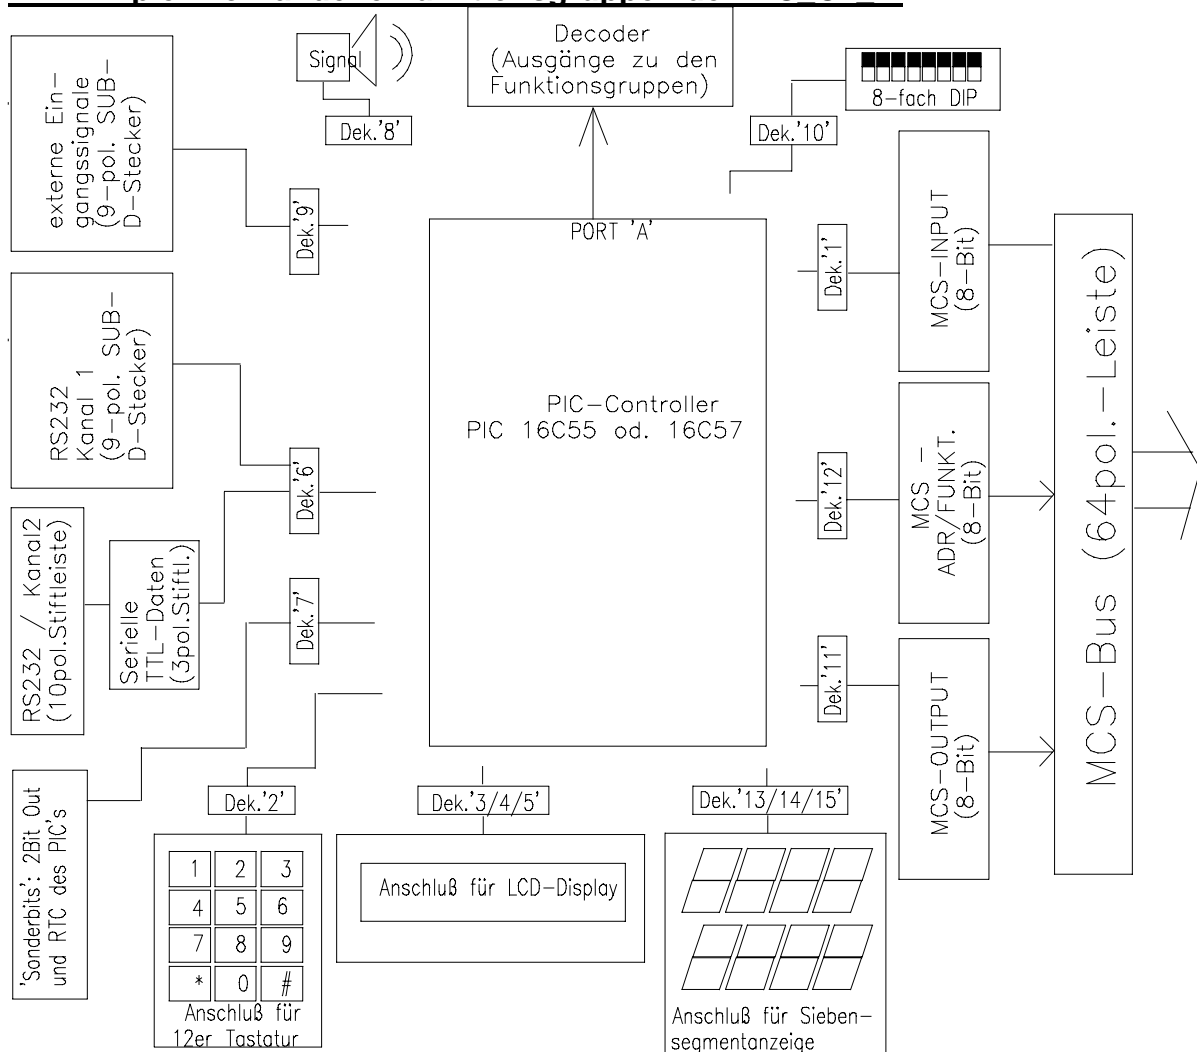 Decoder
(Ausgänge zu den
Funktionsgruppen)
Signal
Dek.'8'
8-fach DIP
Dek.'10'
externe Ein-
gangssignale
(9-pol. SUB-
D-Stecker)
Dek.'9'
PORT 'A'
Dek.'1'
MCS-INPUT
(8-Bit)
RS232
Kanal 1
(9-pol. SUB-
D-Stecker)
Dek.'6'
PIC-Controller
PIC 16C55 od. 16C57
Dek.'12'
MCS -
ADR/FUNKT.
(8-Bit)
MCS-Bus (64pol.-Leiste)
RS232 / Kanal2
(10pol.Stiftleiste)
Serielle
TTL-Daten
(3pol.Stiftl.)
Dek.'7'
Dek.'11'
MCS-OUTPUT
(8-Bit)
'Sonderbits': 2Bit Out
und RTC des PIC's
Dek.'2'
1 2 3
4 5 6
7 8 9
* 0 #
Anschluß für
12er Tastatur
Dek.'3/4/5'
Anschluß für LCD-Display
Dek.'13/14/15'
Anschluß für Sieben-
segmentanzeige